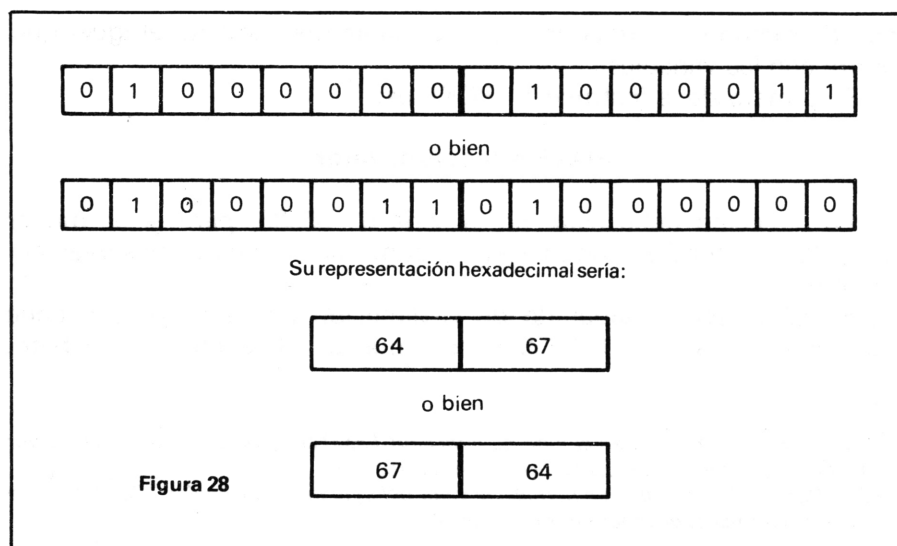 0 1 0 0 0 0 0 0 0 1 0 0 0 0 1 1
o bien
0 1 0 0 0 0 1 1 0 1 0 0 0 0 0 0
Su representación hexadecimal sería:
64 67
o bien
67 64
Figura 28